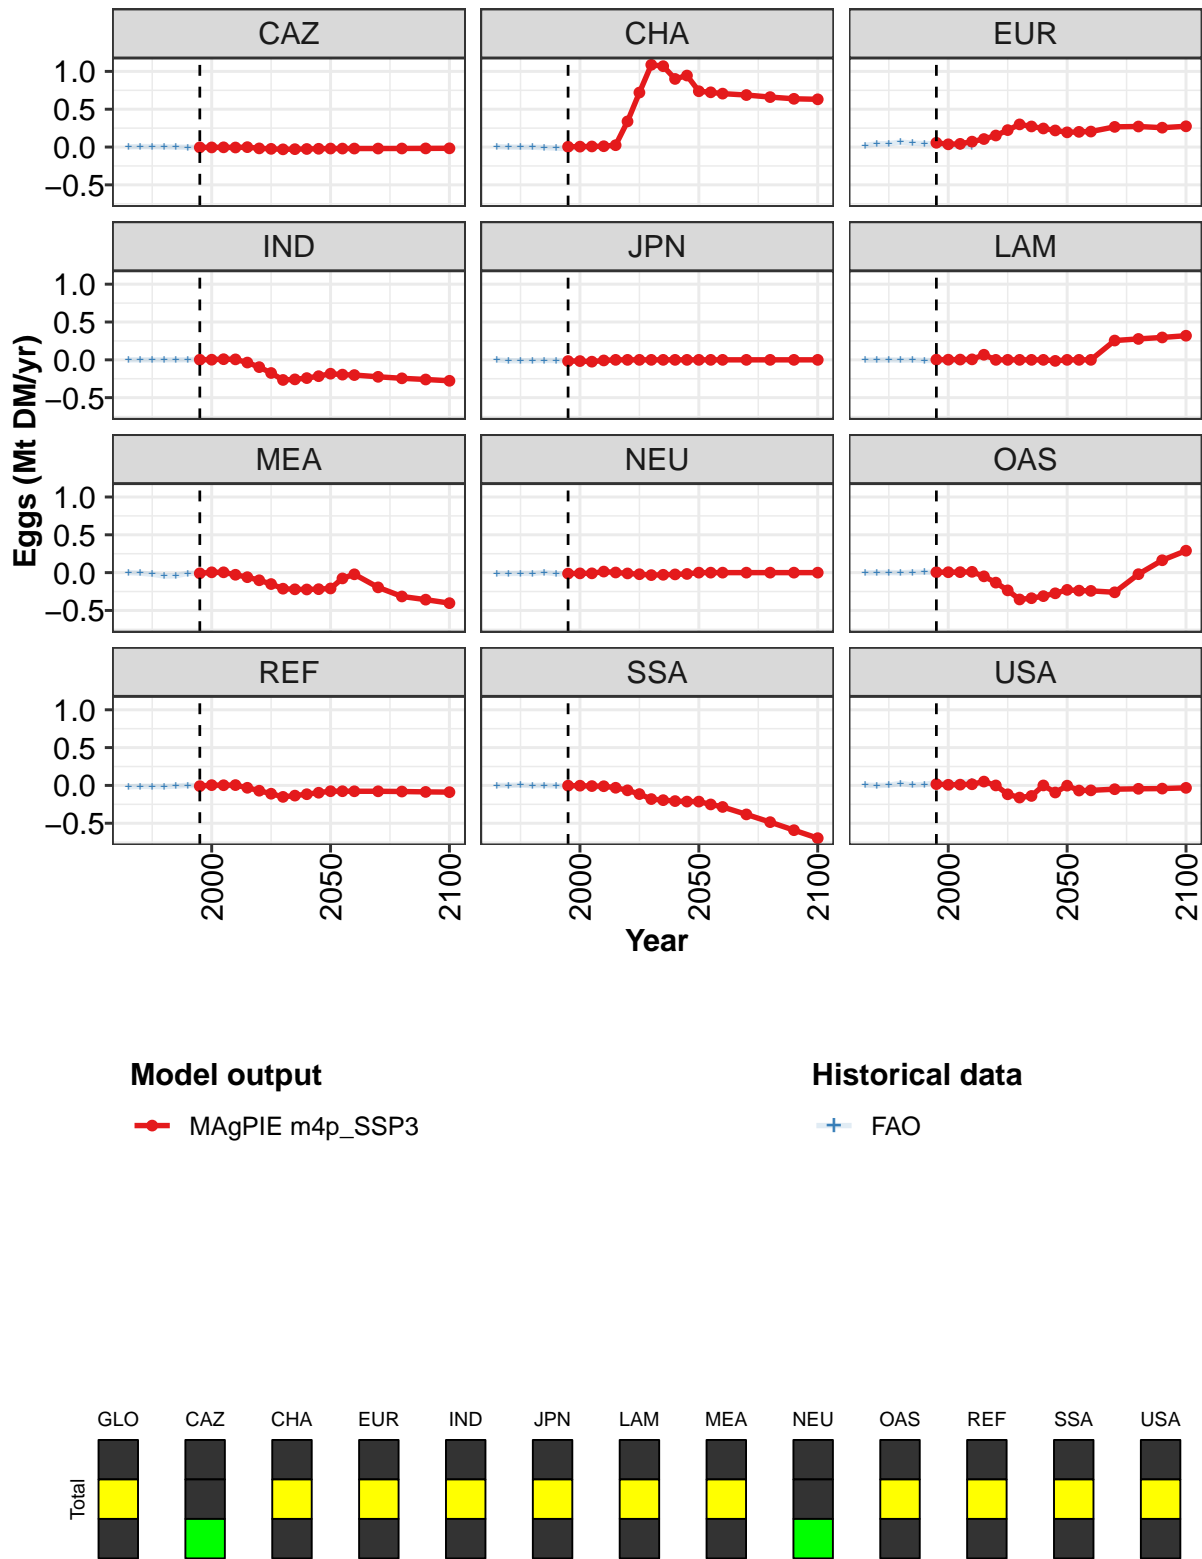 CAZ CHA EUR
1.0
0.5
0.0
−0.5
IND JPN LAM
1.0
0.5
0.0
−0.5
MEA NEU OAS
1.0
0.5
0.0
−0.5
REF SSA USA
1.0
0.5
0.0
−0.5
Eggs (Mt DM/yr)
2000 2050 2100 2000 2050 2100 2000 2050 2100
Year
Model output Historical data
MAgPIE m4p_SSP3 FAO
GLO CAZ CHA EUR IND JPN LAM MEA NEU OAS REF SSA USA
Total